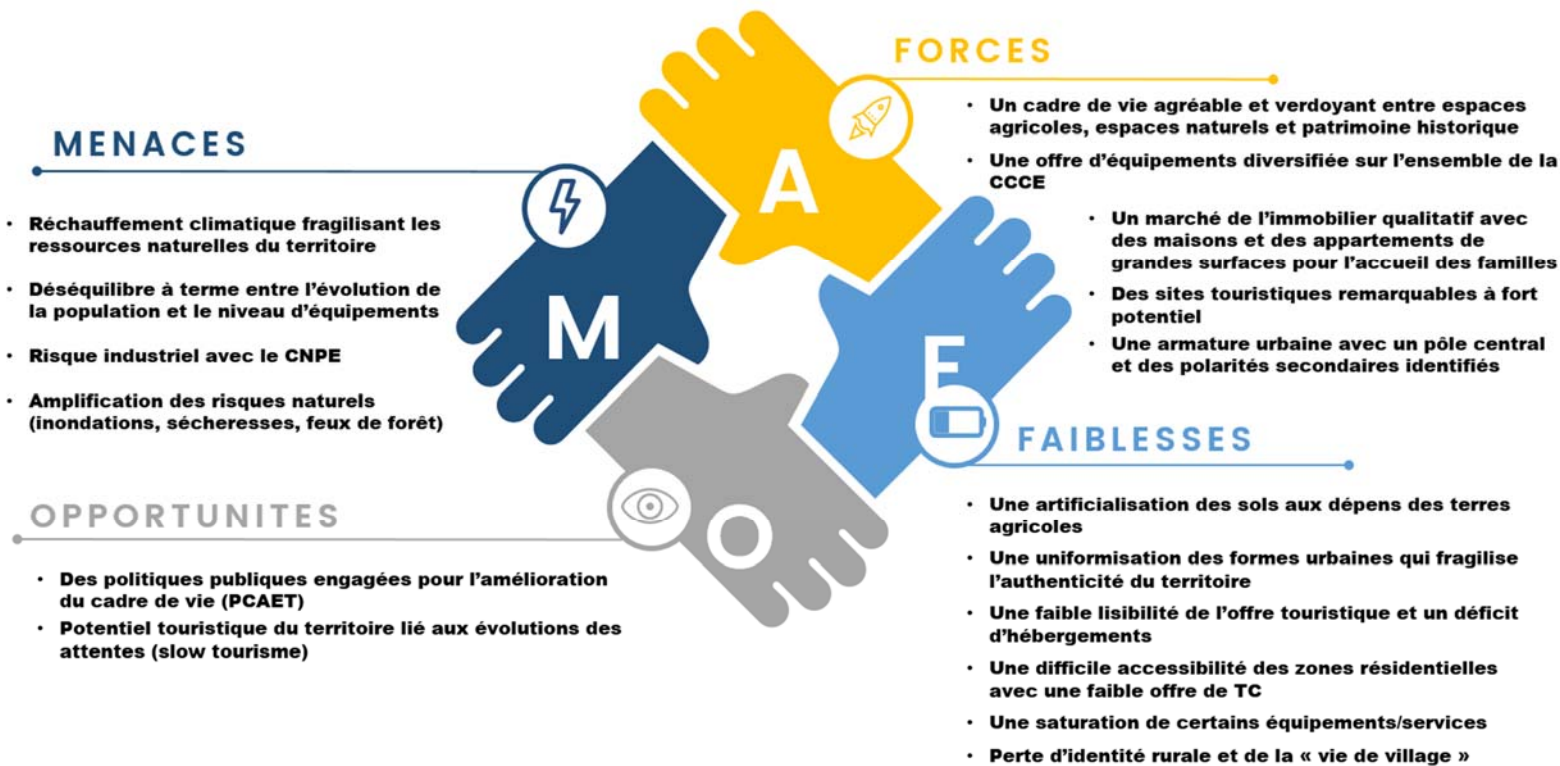 FORCES
• Un cadre de vie agréable et verdoyant entre espaces
agricoles, espaces naturels et patrimoine historique
• Une offre d'équipements diversifiée sur l'ensemble de la
CCCE
• Un marché de l'immobilier qualitatif avec
des maisons et des appartements de
grandes surfaces pour l'accueil des familles
• Des sites touristiques remarquables à fort
potentiel
• Une armature urbaine avec un pôle central
et des polarités secondaires identifiés
MENACES
• Réchauffement climatique fragilisant les
ressources naturelles du territoire
• Déséquilibre à terme entre l'évolution de
la population et le niveau d'équipements
• Risque industriel avec le CNPE
• Amplification des risques naturels
(inondations, sécheresses, feux de forêt)
A
M
F
O
FAIBLESSES
• Une artificialisation des sols aux dépens des terres
agricoles
• Une uniformisation des formes urbaines qui fragilise
l'authenticité du territoire
• Une faible lisibilité de l'offre touristique et un déficit
d'hébergements
• Une difficile accessibilité des zones résidentielles
avec une faible offre de TC
• Une saturation de certains équipements/services
• Perte d'identité rurale et de la « vie de village »
OPPORTUNITES
• Des politiques publiques engagées pour l'amélioration
du cadre de vie (PCAET)
• Potentiel touristique du territoire lié aux évolutions des
attentes (slow tourisme)